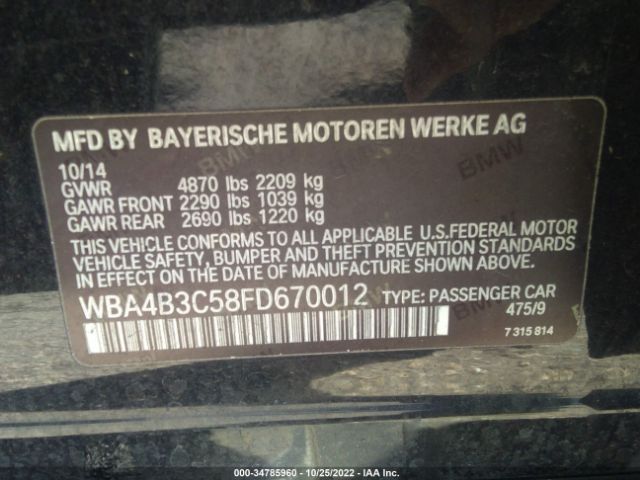 MFD BY BAYERISCHE MOTOREN WERKE AG
10/14
GVWR 4870 lbs 2209 kg
GAWR FRONT 2290 lbs 1039 kg
GAWR REAR 2690 lbs 1220 kg
THIS VEHICLE CONFORMS TO ALL APPLICABLE U.S.FEDERAL MOTOR
VEHICLE SAFETY, BUMPER AND THEFT PREVENTION STANDARDS
IN EFFECT ON THE DATE OF MANUFACTURE SHOWN ABOVE.
WBA4B3C58FD670012 TYPE: PASSENGER CAR
475/9
7 315 814
000-34785960 - 10/25/2022 - IAA Inc.